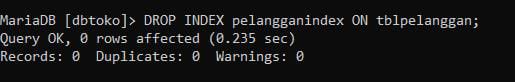 MariaDB [dbtoko]> DROP INDEX pelangganindex ON tblpelanggan;
Query OK, 0 rows affected (0.235 sec)
Records: 0  Duplicates: 0  Warnings: 0